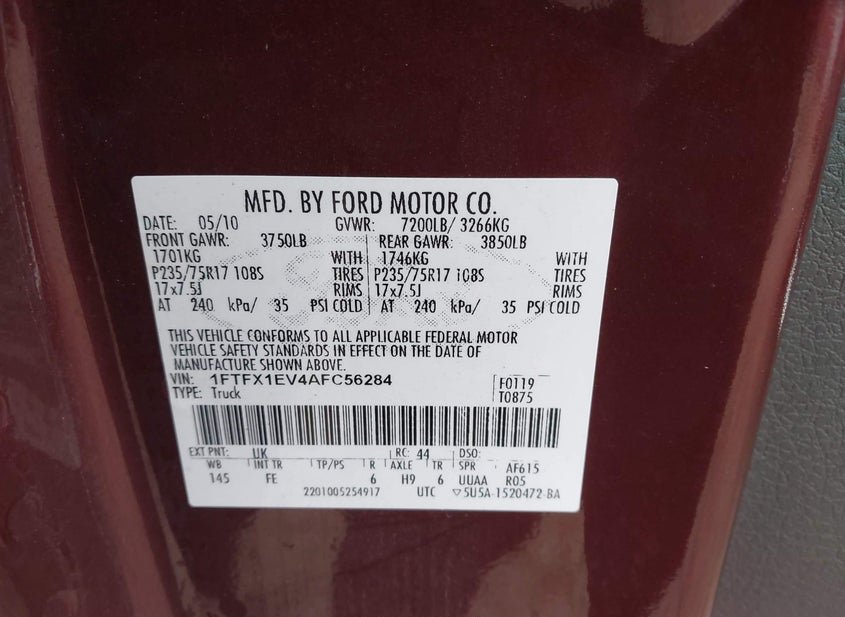 MFD. BY FORD MOTOR CO.
DATE: 05/10 GVWR: 7200LB/ 3266KG
FRONT GAWR: 3750LB REAR GAWR: 3850LB
1701KG WITH 1746KG WITH
P235/75R17 108S TIRES P235/75R17 108S TIRES
17x7.5J RIMS 17x7.5J RIMS
AT 240 kPa/ 35 PSI COLD AT 240 kPa/ 35 PSI COLD
THIS VEHICLE CONFORMS TO ALL APPLICABLE FEDERAL MOTOR
VEHICLE SAFETY STANDARDS IN EFFECT ON THE DATE OF
MANUFACTURE SHOWN ABOVE.
VIN: 1FTFX1EV4AFC56284 F0119
TYPE: Truck T0875
EXT PNT: UK RC: 44 DSO:
WB INT TR TP/PS R AXLE TR SPR AF615
145 FE 6 H9 6 UUAA R05
2201005254917 UTC ▽5U5A-1520472-BA